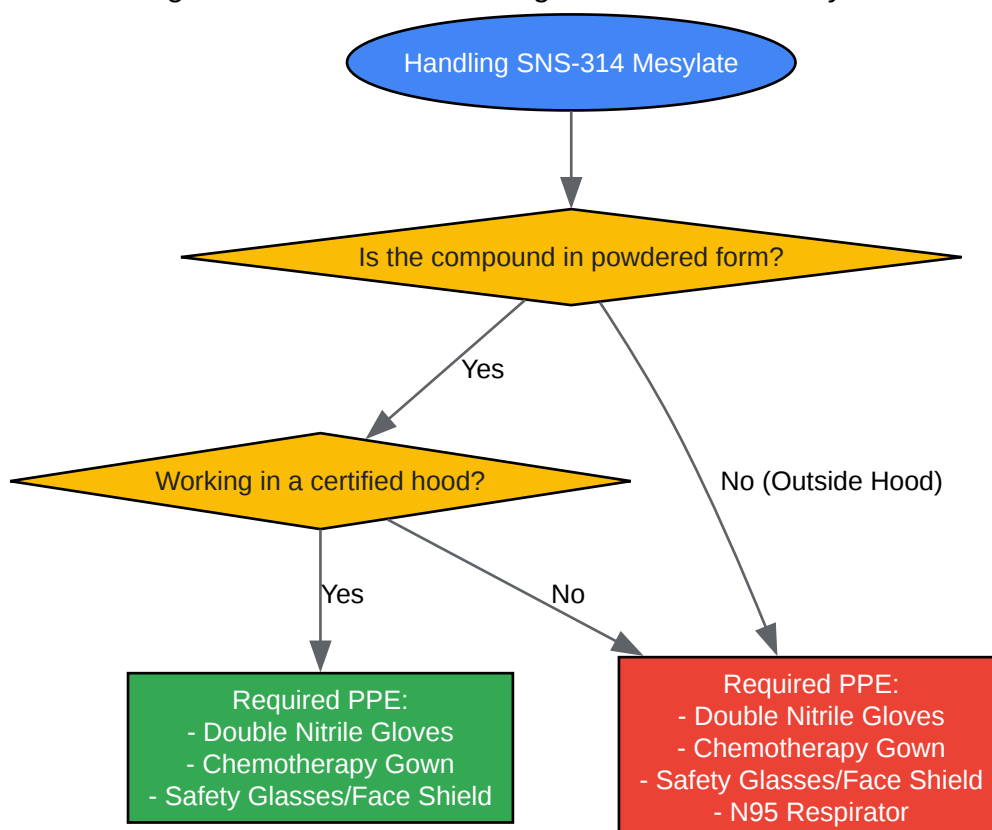 Handling SNS-314 Mesylate
Is the compound in powdered form?
Yes
No (Outside Hood)
Working in a certified hood?
Yes
No
Required PPE:
- Double Nitrile Gloves
- Chemotherapy Gown
- Safety Glasses/Face Shield
Required PPE:
- Double Nitrile Gloves
- Chemotherapy Gown
- Safety Glasses/Face Shield
- N95 Respirator